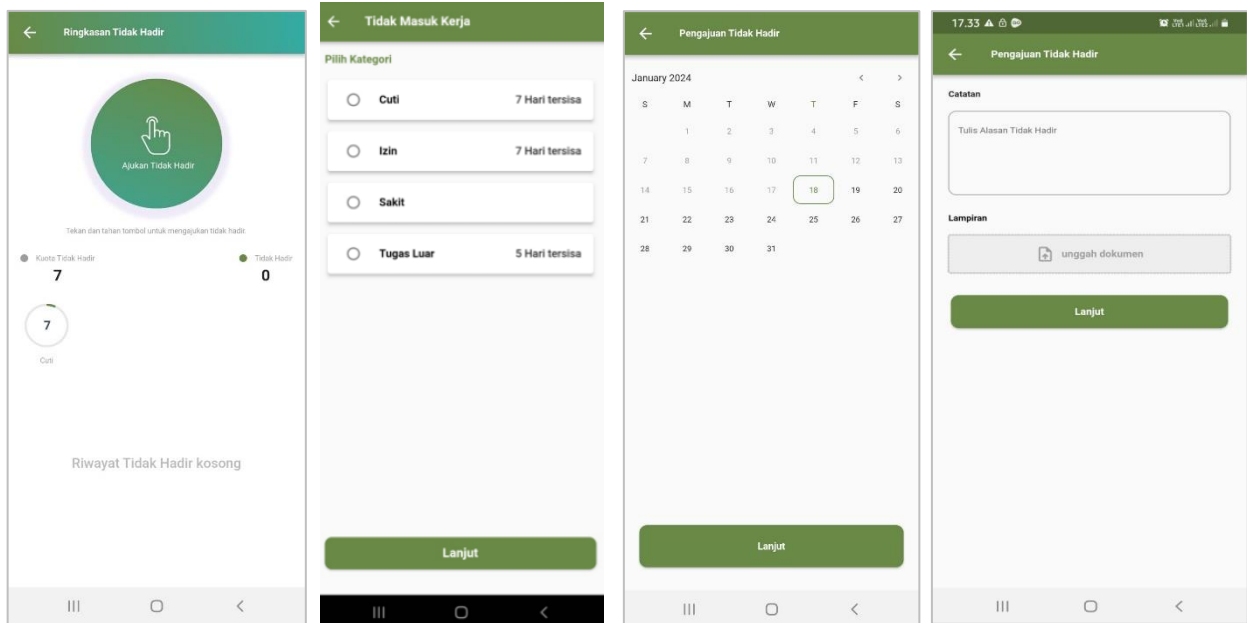 Ringkasan Tidak Hadir
Ajukan Tidak Hadir
Tekan dan tahan tombol untuk mengajukan tidak hadir.
Kuota Tidak Hadir
7
Tidak Hadir
0
7
Cuti
Riwayat Tidak Hadir kosong
Tidak Masuk Kerja
Pilih Kategori
Cuti 7 Hari tersisa
Izin 7 Hari tersisa
Sakit
Tugas Luar 5 Hari tersisa
Lanjut
Pengajuan Tidak Hadir
January 2024
S M T W T F S
1 2 3 4 5 6
7 8 9 10 11 12 13
14 15 16 17 18 19 20
21 22 23 24 25 26 27
28 29 30 31
Lanjut
17.33
Pengajuan Tidak Hadir
Catatan
Tulis Alasan Tidak Hadir
Lampiran
unggah dokumen
Lanjut